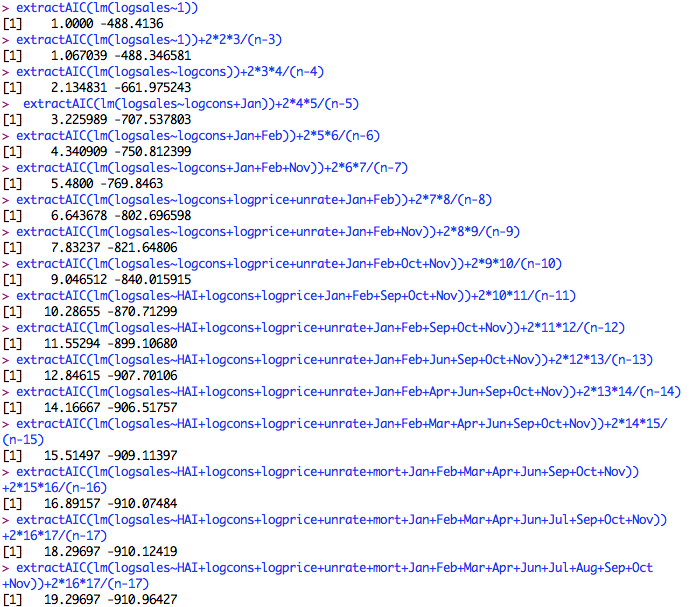 > extractAIC(lm(logsales~1))
[1]    1.0000 -488.4136
> extractAIC(lm(logsales~1))+2*2*3/(n-3)
[1]    1.067039 -488.346581
> extractAIC(lm(logsales~logcons))+2*3*4/(n-4)
[1]    2.134831 -661.975243
>  extractAIC(lm(logsales~logcons+Jan))+2*4*5/(n-5)
[1]    3.225989 -707.537803
> extractAIC(lm(logsales~logcons+Jan+Feb))+2*5*6/(n-6)
[1]    4.340909 -750.812399
> extractAIC(lm(logsales~logcons+Jan+Feb+Nov))+2*6*7/(n-7)
[1]    5.4800 -769.8463
> extractAIC(lm(logsales~logcons+logprice+unrate+Jan+Feb))+2*7*8/(n-8)
[1]    6.643678 -802.696598
> extractAIC(lm(logsales~logcons+logprice+unrate+Jan+Feb+Nov))+2*8*9/(n-9)
[1]    7.83237 -821.64806
> extractAIC(lm(logsales~logcons+logprice+unrate+Jan+Feb+Oct+Nov))+2*9*10/(n-10)
[1]    9.046512 -840.015915
> extractAIC(lm(logsales~HAI+logcons+logprice+Jan+Feb+Sep+Oct+Nov))+2*10*11/(n-11)
[1]   10.28655 -870.71299
> extractAIC(lm(logsales~HAI+logcons+logprice+unrate+Jan+Feb+Sep+Oct+Nov))+2*11*12/(n-12)
[1]   11.55294 -899.10680
> extractAIC(lm(logsales~HAI+logcons+logprice+unrate+Jan+Feb+Jun+Sep+Oct+Nov))+2*12*13/(n-13)
[1]   12.84615 -907.70106
> extractAIC(lm(logsales~HAI+logcons+logprice+unrate+Jan+Feb+Apr+Jun+Sep+Oct+Nov))+2*13*14/(n-14)
[1]   14.16667 -906.51757
> extractAIC(lm(logsales~HAI+logcons+logprice+unrate+Jan+Feb+Mar+Apr+Jun+Sep+Oct+Nov))+2*14*15/
(n-15)
[1]   15.51497 -909.11397
> extractAIC(lm(logsales~HAI+logcons+logprice+unrate+mort+Jan+Feb+Mar+Apr+Jun+Sep+Oct+Nov))
+2*15*16/(n-16)
[1]   16.89157 -910.07484
> extractAIC(lm(logsales~HAI+logcons+logprice+unrate+mort+Jan+Feb+Mar+Apr+Jun+Jul+Sep+Oct+Nov))
+2*16*17/(n-17)
[1]   18.29697 -910.12419
> extractAIC(lm(logsales~HAI+logcons+logprice+unrate+mort+Jan+Feb+Mar+Apr+Jun+Jul+Aug+Sep+Oct
+Nov))+2*16*17/(n-17)
[1]   19.29697 -910.96427